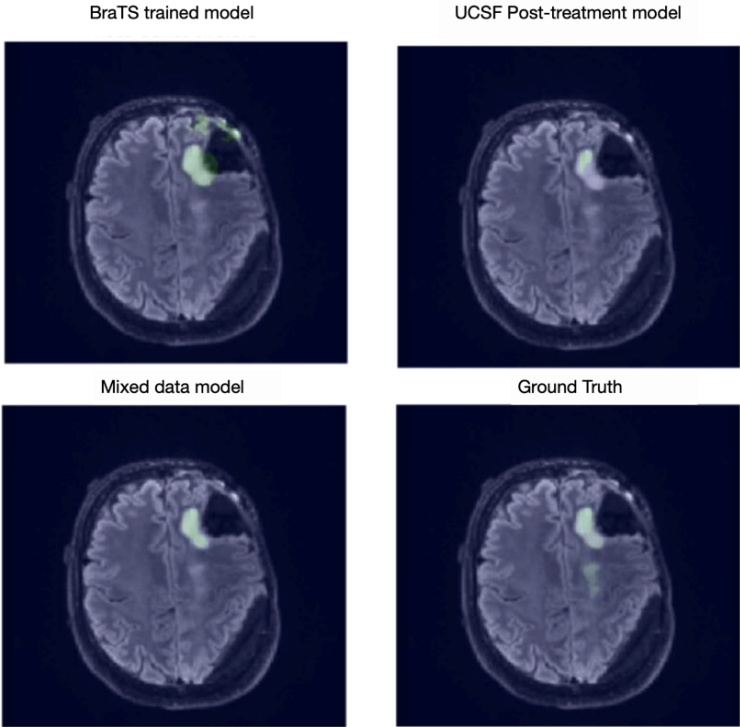 BraTS trained model
UCSF Post-treatment model
Mixed data model
Ground Truth